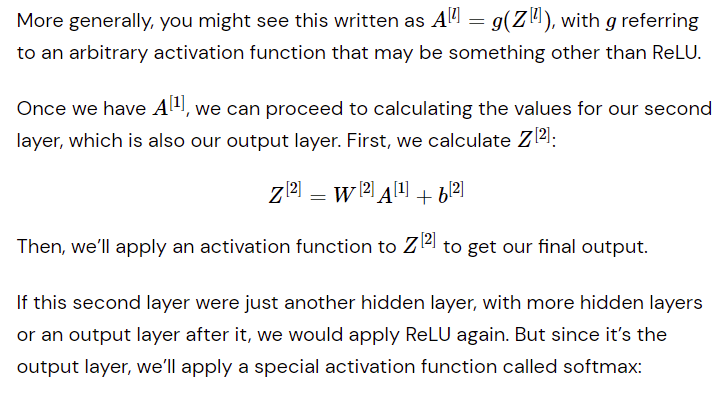 More generally, you might see this written as A^[l] = g(Z^[l]), with g referring
to an arbitrary activation function that may be something other than ReLU.
Once we have A^[1], we can proceed to calculating the values for our second
layer, which is also our output layer. First, we calculate Z^[2]:
Z^[2] = W^[2] A^[1] + b^[2]
Then, we’ll apply an activation function to Z^[2] to get our final output.
If this second layer were just another hidden layer, with more hidden layers
or an output layer after it, we would apply ReLU again. But since it’s the
output layer, we’ll apply a special activation function called softmax: